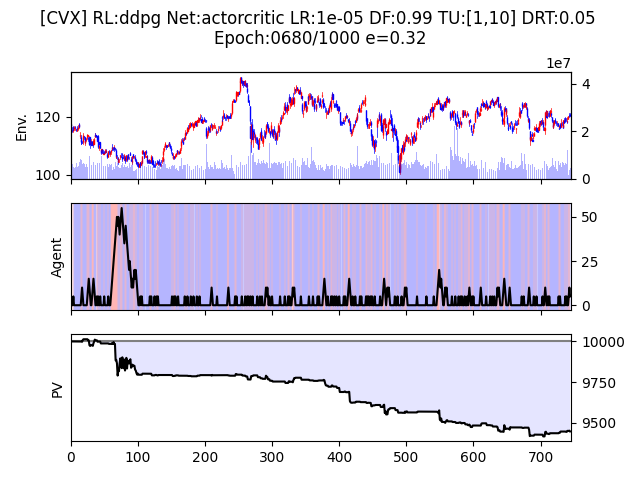 [CVX] RL:ddpg Net:actorcritic LR:1e-05 DF:0.99 TU:[1,10] DRT:0.05
Epoch:0680/1000 e=0.32
1e7
Env.
120
100
4
2
0
Agent
50
25
0
PV
10000
9750
9500
0 100 200 300 400 500 600 700